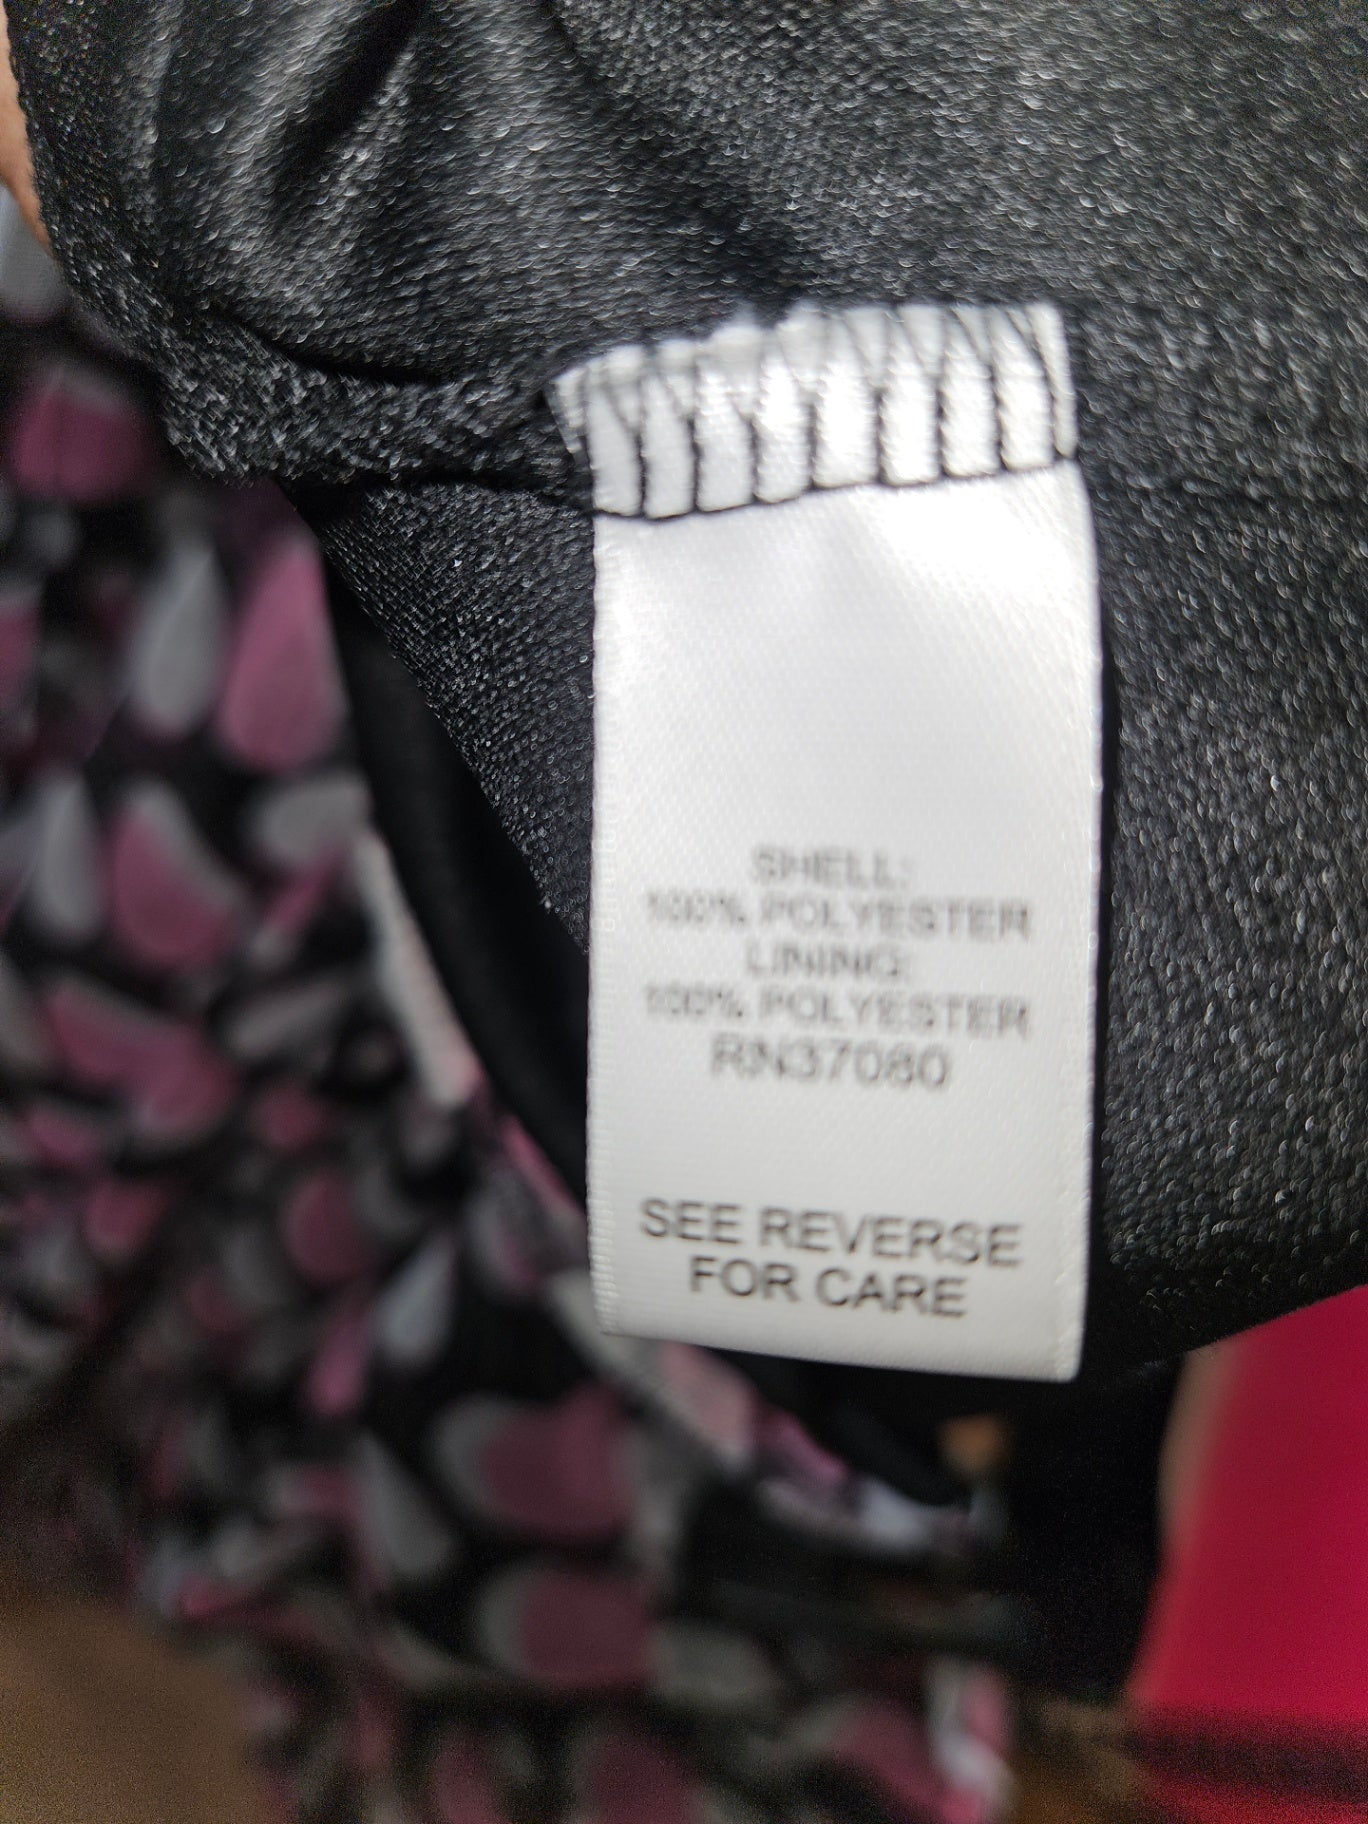 SHELL:
100% POLYESTER
LINING:
100% POLYESTER
RN37080
SEE REVERSE
FOR CARE